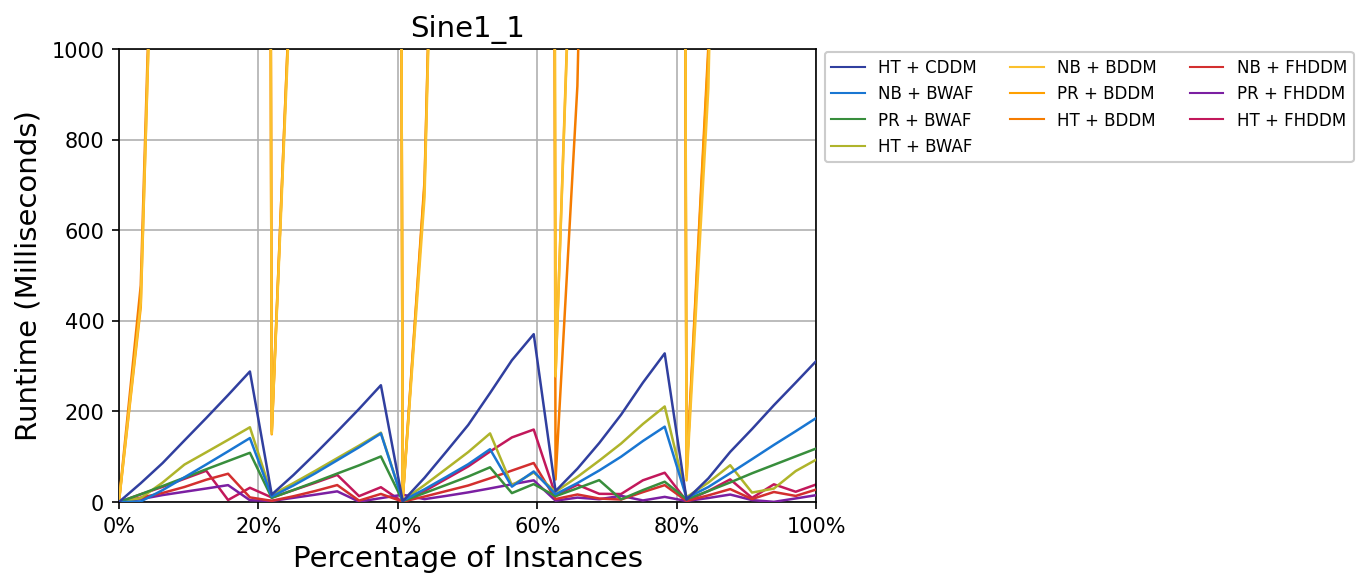 Sine1_1
Runtime (Milliseconds)
1000
800
600
400
200
0
0%
20%
40%
60%
80%
100%
Percentage of Instances
HT + CDDM
NB + BWAF
PR + BWAF
HT + BWAF
NB + BDDM
PR + BDDM
HT + BDDM
NB + FHDDM
PR + FHDDM
HT + FHDDM